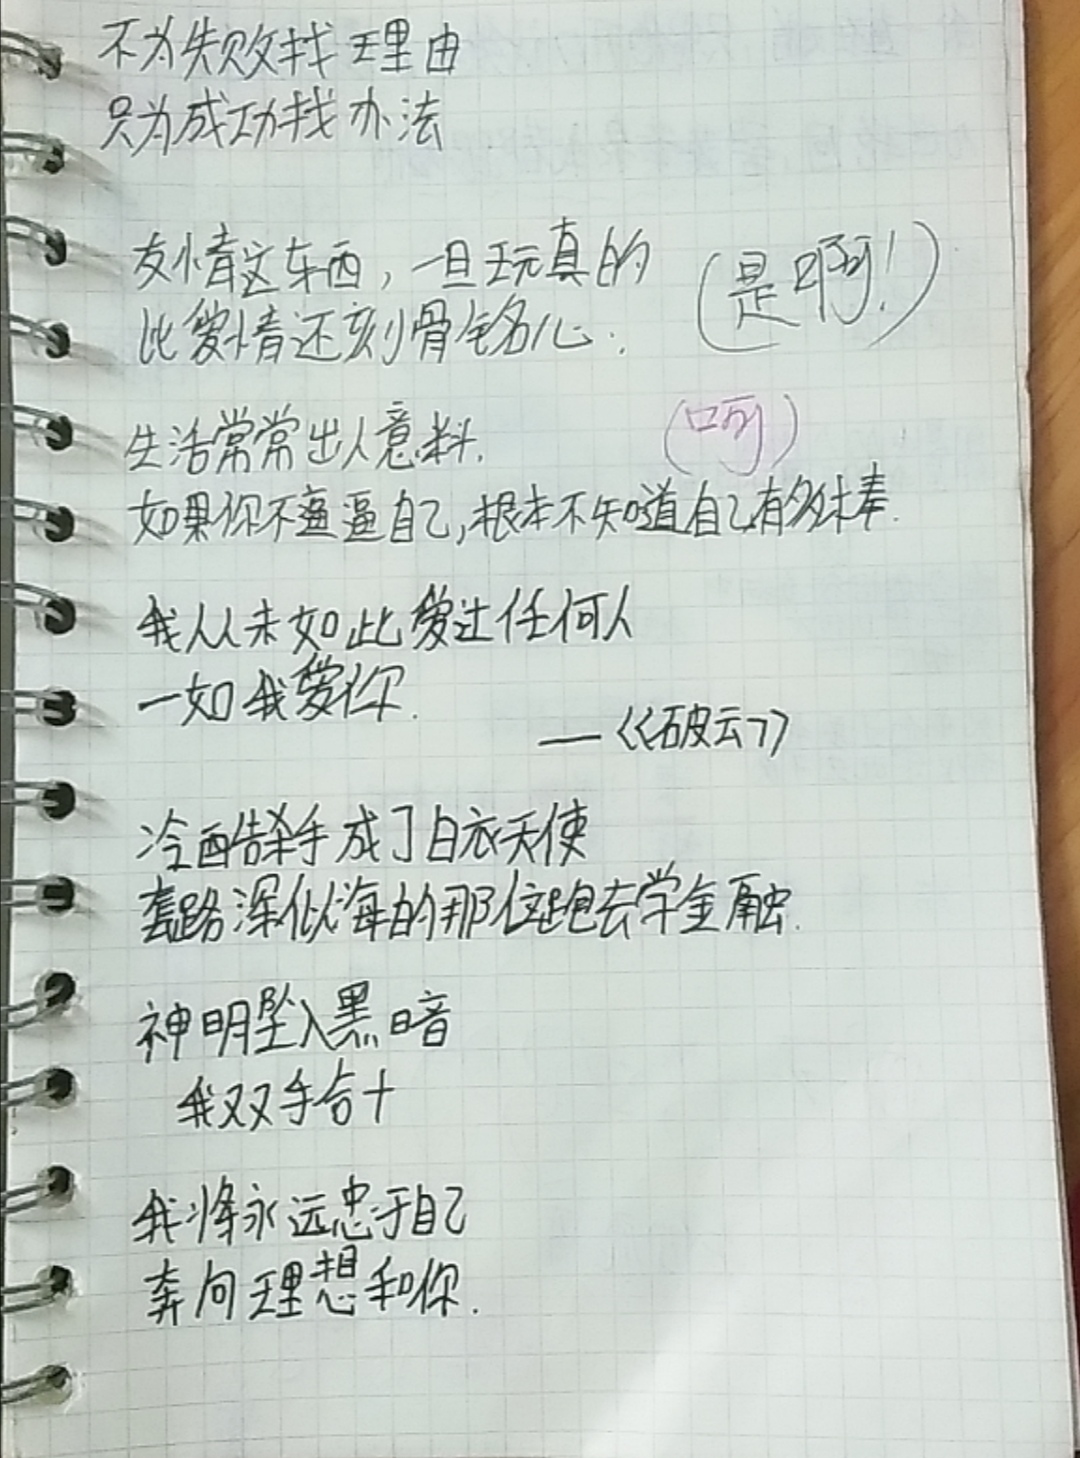 不为失败找理由
只为成功找办法
友情这东西，一旦玩真的
比爱情还刻骨铭心.
(是啊!)
生活常常出人意料.
(呵)
如果你不逼逼自己,根本不知道自己有多棒.
我从未如此爱过任何人
一如我爱你.
—《破云》
冷酷杀手成了白衣天使
套路深似海的那位跑去学金融.
神明坠入黑暗
我双手合十
我将永远忠于自己
奔向理想和你.